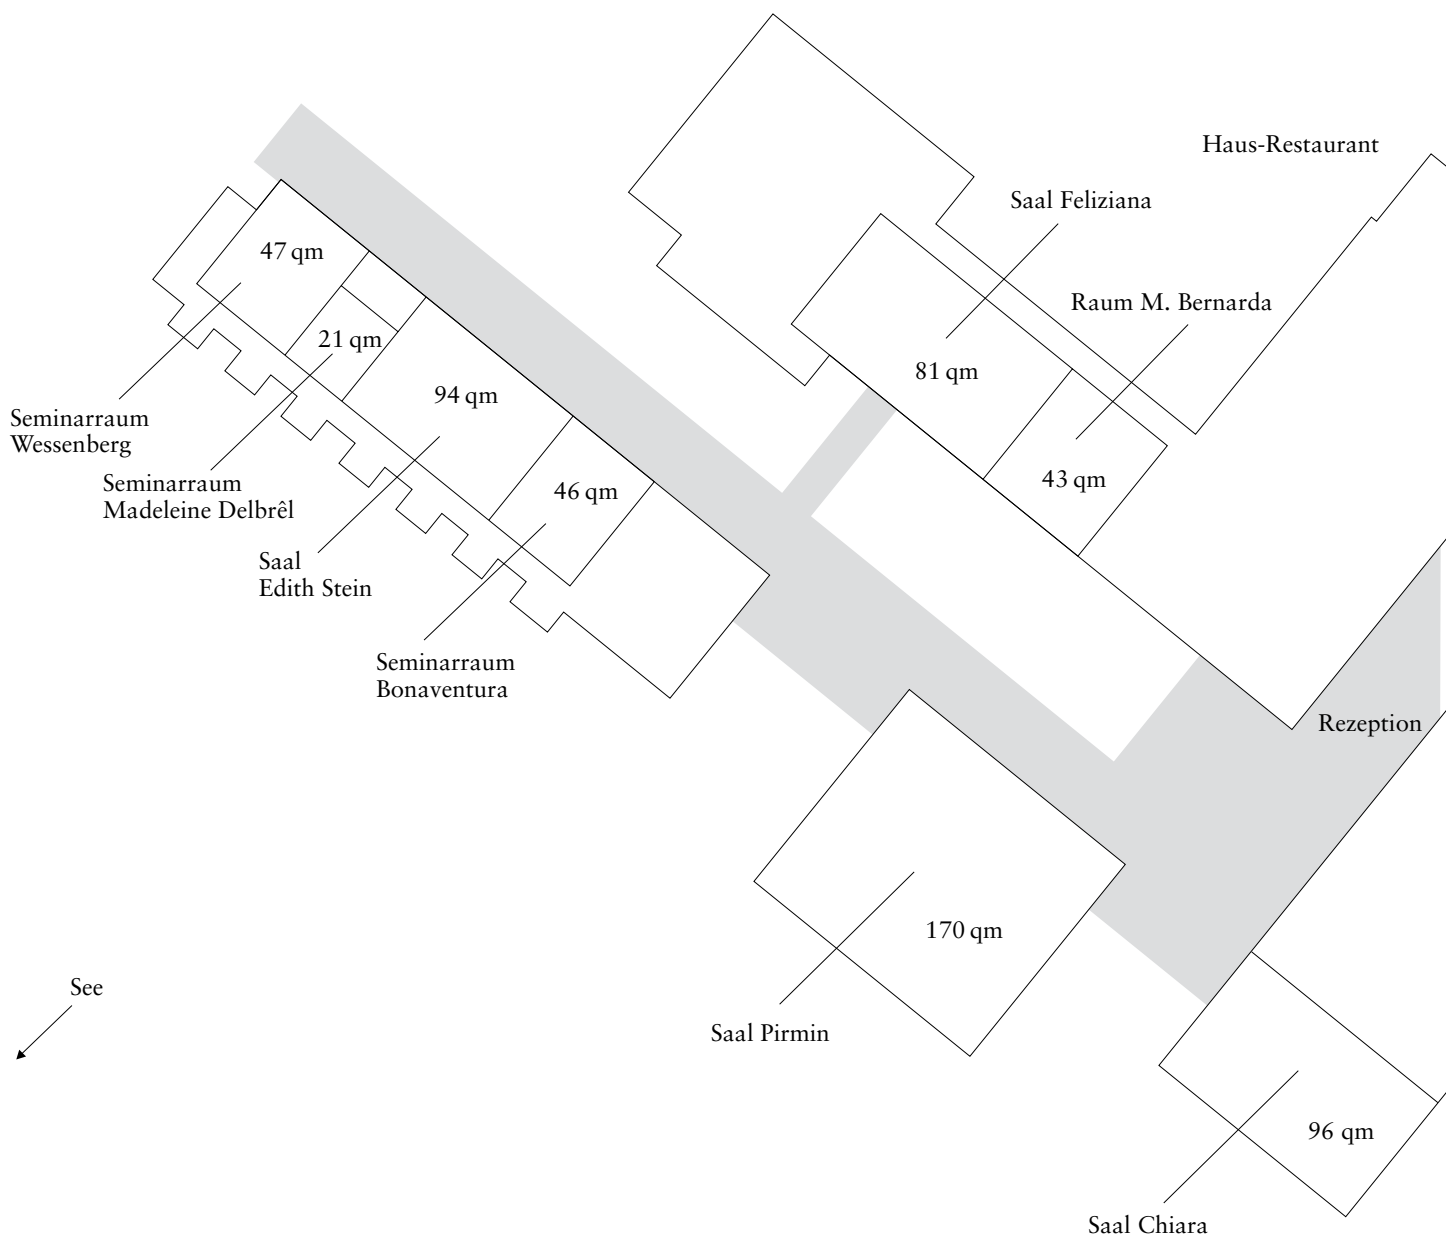 Haus-Restaurant
Saal Feliziana
47 qm
Raum M. Bernarda
21 qm
81 qm
94 qm
Seminarraum
Wessenberg
43 qm
Seminarraum
Madeleine Delbrêl
46 qm
Saal
Edith Stein
Seminarraum
Bonaventura
Rezeption
170 qm
See
Saal Pirmin
96 qm
Saal Chiara